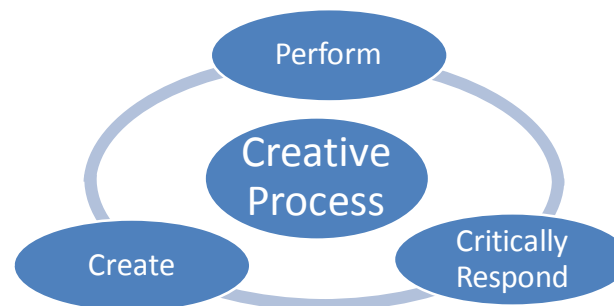 Perform
Creative
Process
Create
Critically
Respond